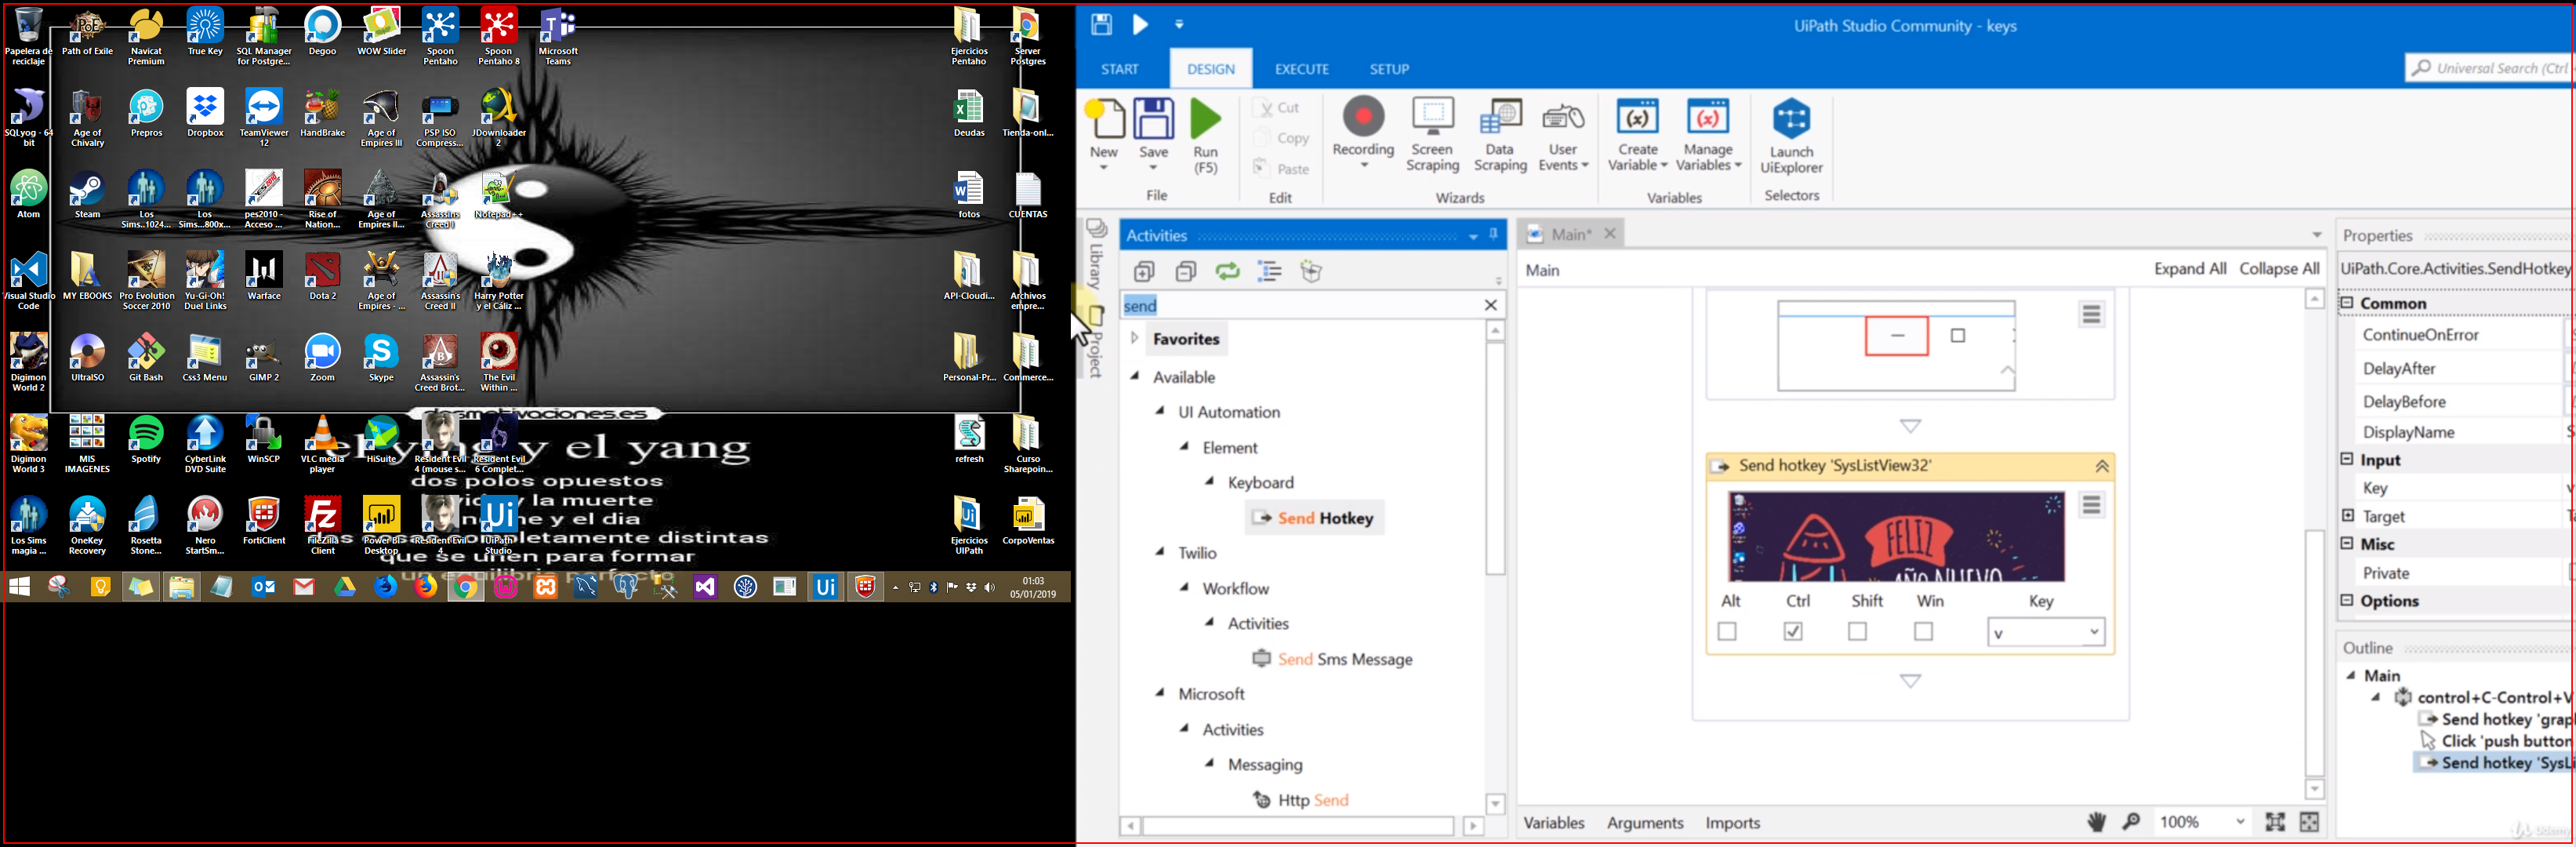 Papelera de reciclaje
Path of Exile
Navicat Premium
True Key
SQL Manager for Postgre...
Degoo
WOW Slider
Spoon Pentaho
Spoon Pentaho 8
Microsoft Teams
Ejercicios Pentaho
Server Postgres
SQLyog - 64 bit
Age of Chivalry
Prepros
Dropbox
TeamViewer 12
HandBrake
Age of Empires III
PSP ISO Compress...
JDownloader 2
Deudas
Tienda-onl...
Atom
Steam
Los Sims..1024...
Los Sims...800x...
pes2010 - Acceso ...
Rise of Nation...
Age of Empires II...
Assassins Creed I
Notepad++
fotos
CUENTAS
Visual Studio Code
MY EBOOKS
Pro Evolution Soccer 2010
Yu-Gi-Oh! Duel Links
Warface
Dota 2
Age of Empires - ...
Assassin's Creed II
Harry Potter y el Cáliz ...
API-Cloudi...
Archivos empre...
Digimon World 2
UltraISO
Git Bash
Css3 Menu
GIMP 2
Zoom
Skype
Assassin's Creed Brot...
The Evil Within ...
Personal-Pr...
Commerce...
desmotivaciones.es
Digimon World 3
MIS IMAGENES
Spotify
CyberLink DVD Suite
WinSCP
VLC media player
HiSuite
Resident Evil 4 (mouse s...
Resident Evil 6 Complet...
refresh
Curso Sharepoin...
y el yang
dos polos opuestos
y la muerte
y el dia
Los Sims magia ...
OneKey Recovery
Rosetta Stone...
Nero StartSm...
FortiClient
FileZilla Client
Power BI Desktop
Resident Evil 4
UiPath Studio
Ejercicios UIPath
CorpoVentas
cosas completamente distintas
que se unen para formar
un equilibrio perfecto
01:03
05/01/2019
UiPath Studio Community - keys
START
DESIGN
EXECUTE
SETUP
Universal Search (Ctrl
New
Save
Run (F5)
Cut
Copy
Paste
Recording
Screen Scraping
Data Scraping
User Events
Create Variable
Manage Variables
Launch UiExplorer
File
Edit
Wizards
Variables
Selectors
Library
Project
Activities
send
Favorites
Available
UI Automation
Element
Keyboard
Send Hotkey
Twilio
Workflow
Activities
Send Sms Message
Microsoft
Activities
Messaging
Http Send
Main*
Main
Expand All
Collapse All
Send hotkey 'SysListView32'
FELIZ
AÑO NUEVO
Alt
Ctrl
Shift
Win
Key
v
Variables
Arguments
Imports
100%
Properties
UiPath.Core.Activities.SendHotkey
Common
ContinueOnError
DelayAfter
DelayBefore
DisplayName
S
Input
Key
v
Target
Misc
Private
Options
Outline
Main
control+C-Control+V
Send hotkey 'grap
Click 'push button
Send hotkey 'SysLi
Udemy